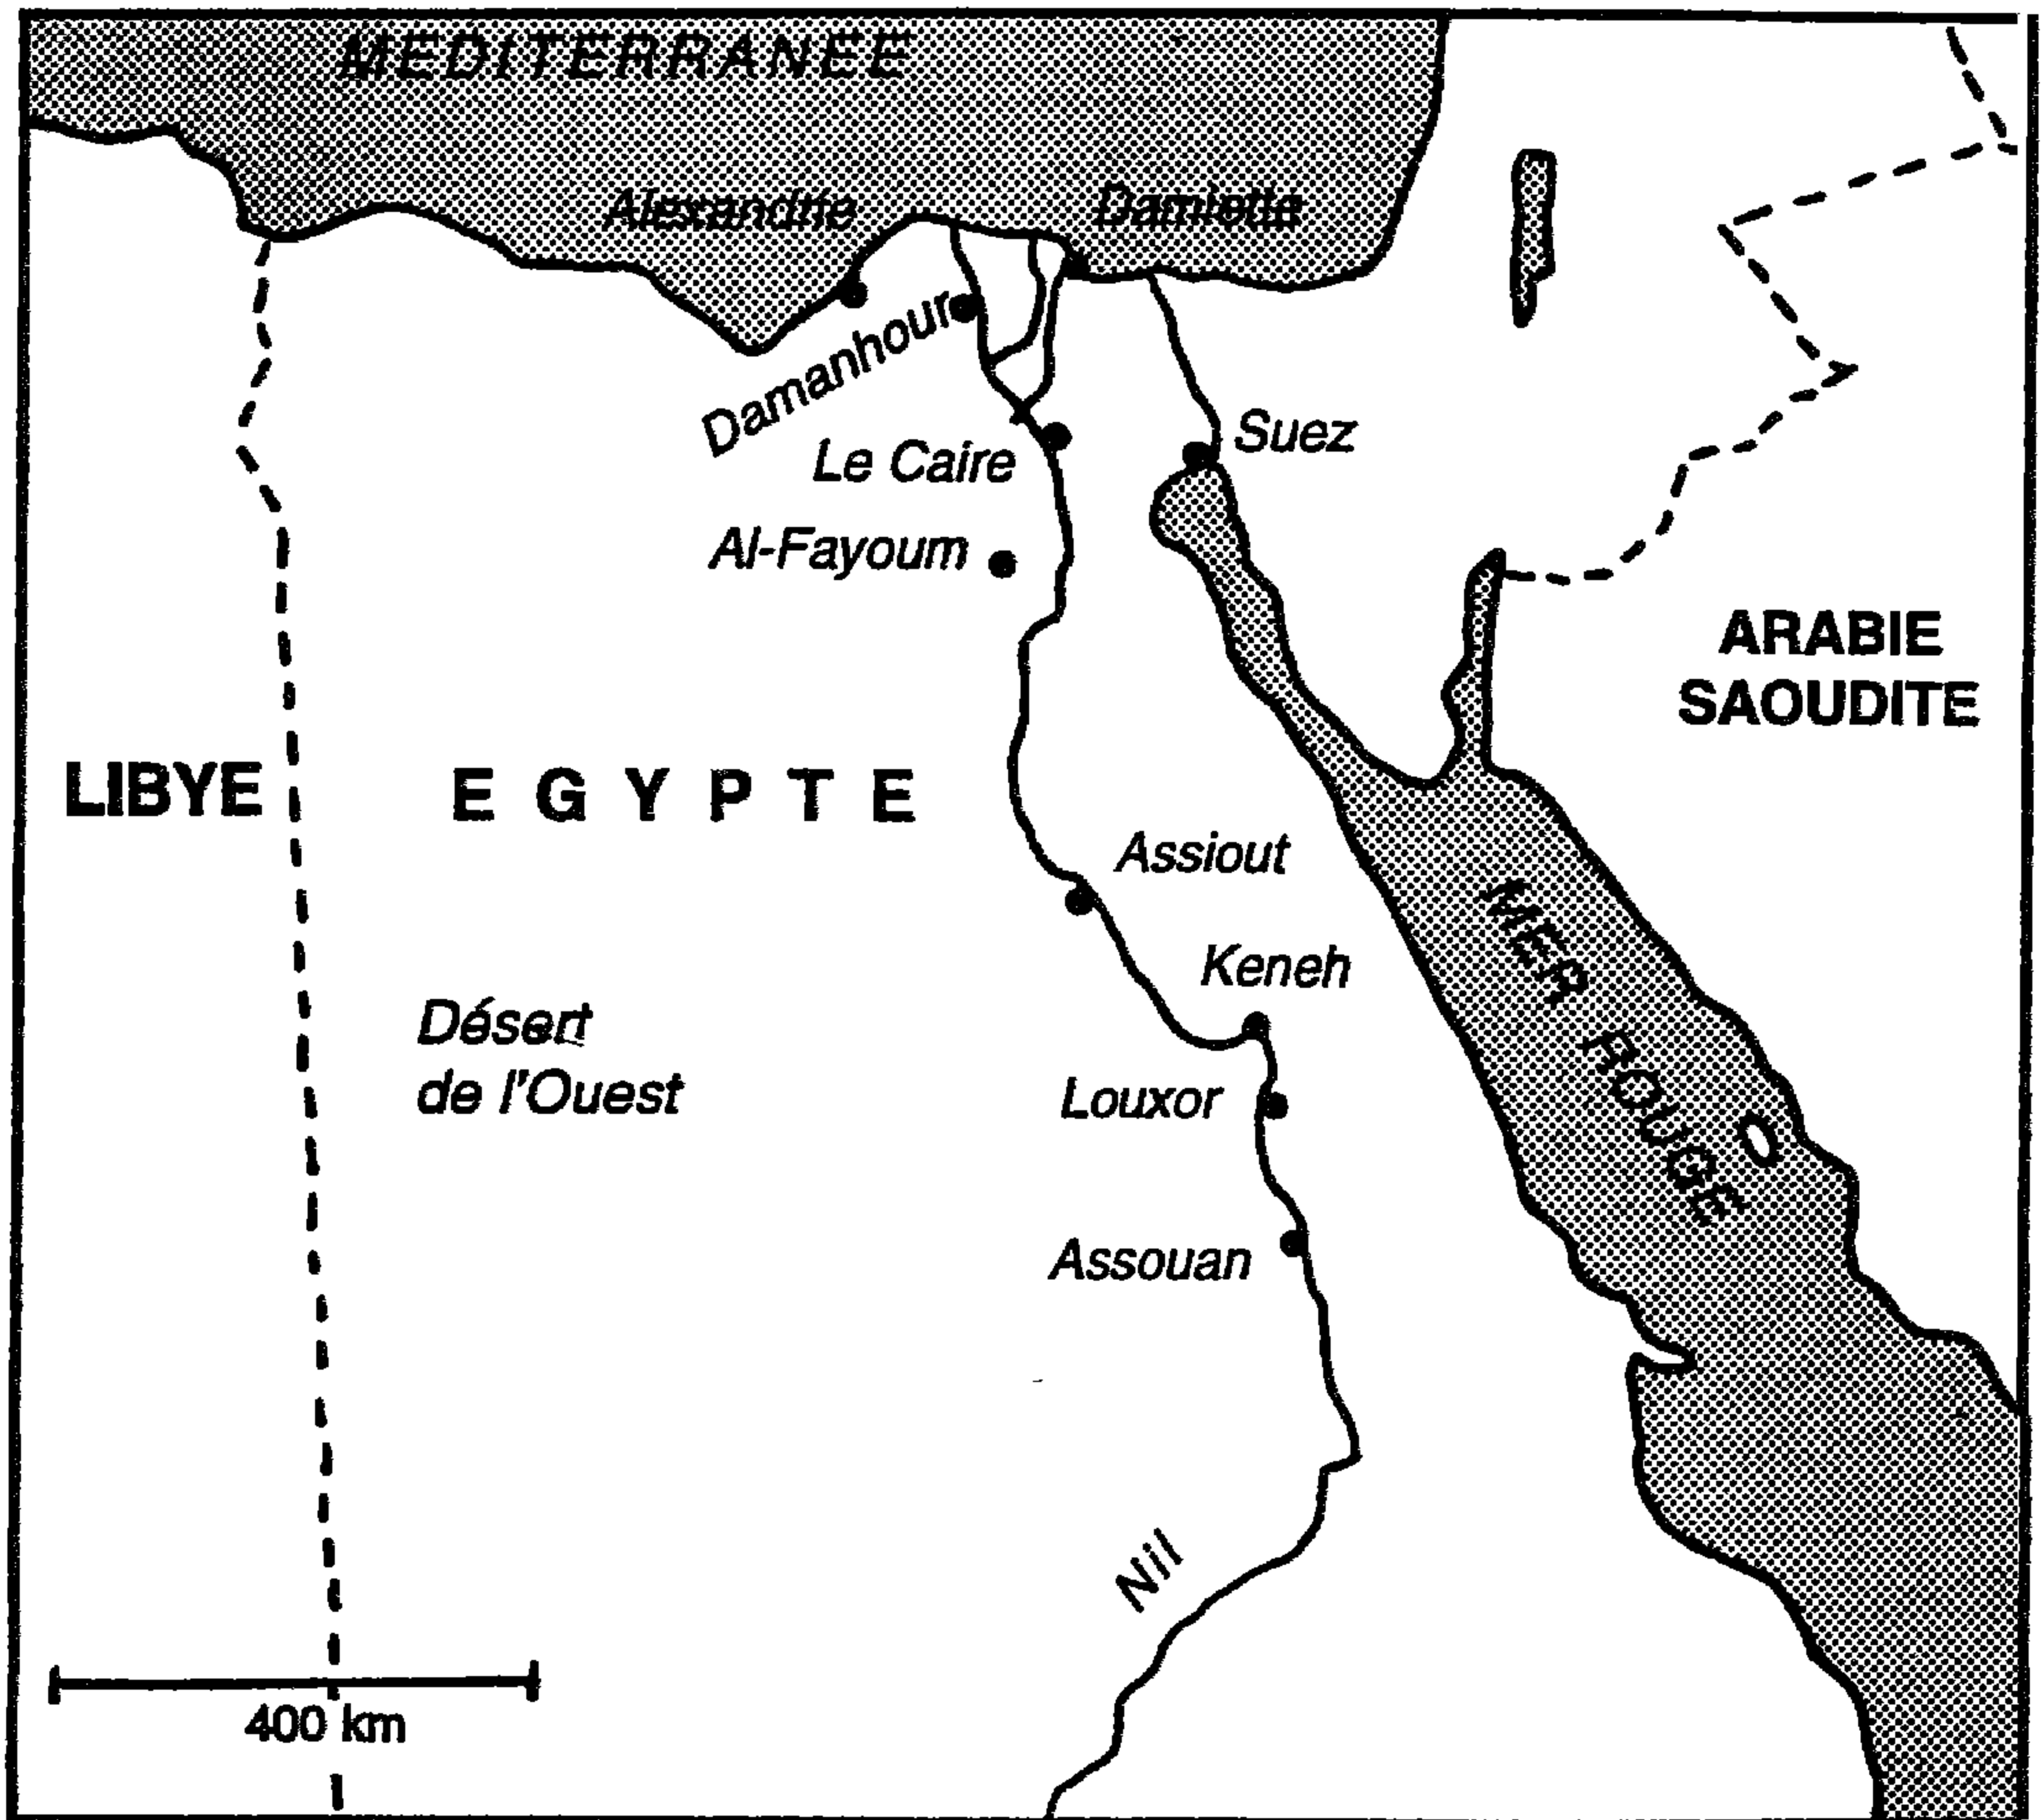 MEDITERRANEE
Alexandrie
Damiette
Damanhour
Le Caire
Suez
Al-Fayoum
ARABIE
SAOUDITE
LIBYE
EGYPTE
Assiout
Keneh
MER ROUGE
Désert
de l'Ouest
Louxor
Assouan
Nil
400 km